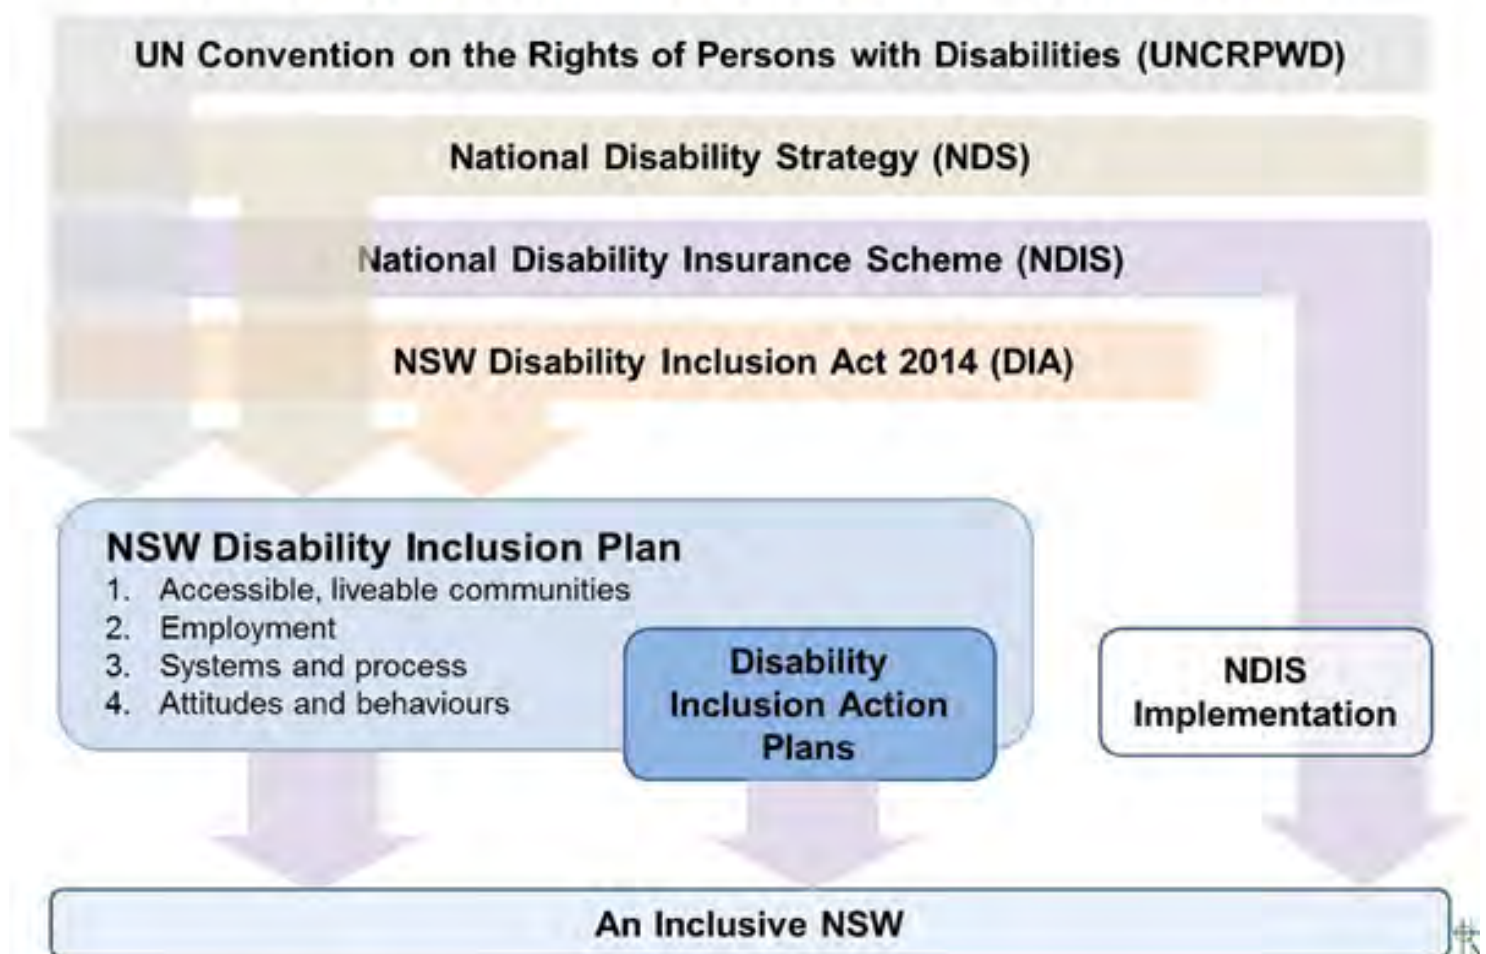 UN Convention on the Rights of Persons with Disabilities (UNCRPWD)
National Disability Strategy (NDS)
National Disability Insurance Scheme (NDIS)
NSW Disability Inclusion Act 2014 (DIA)
NSW Disability Inclusion Plan
1. Accessible, liveable communities
2. Employment
3. Systems and process
4. Attitudes and behaviours
Disability
Inclusion Action
Plans
NDIS
Implementation
An Inclusive NSW